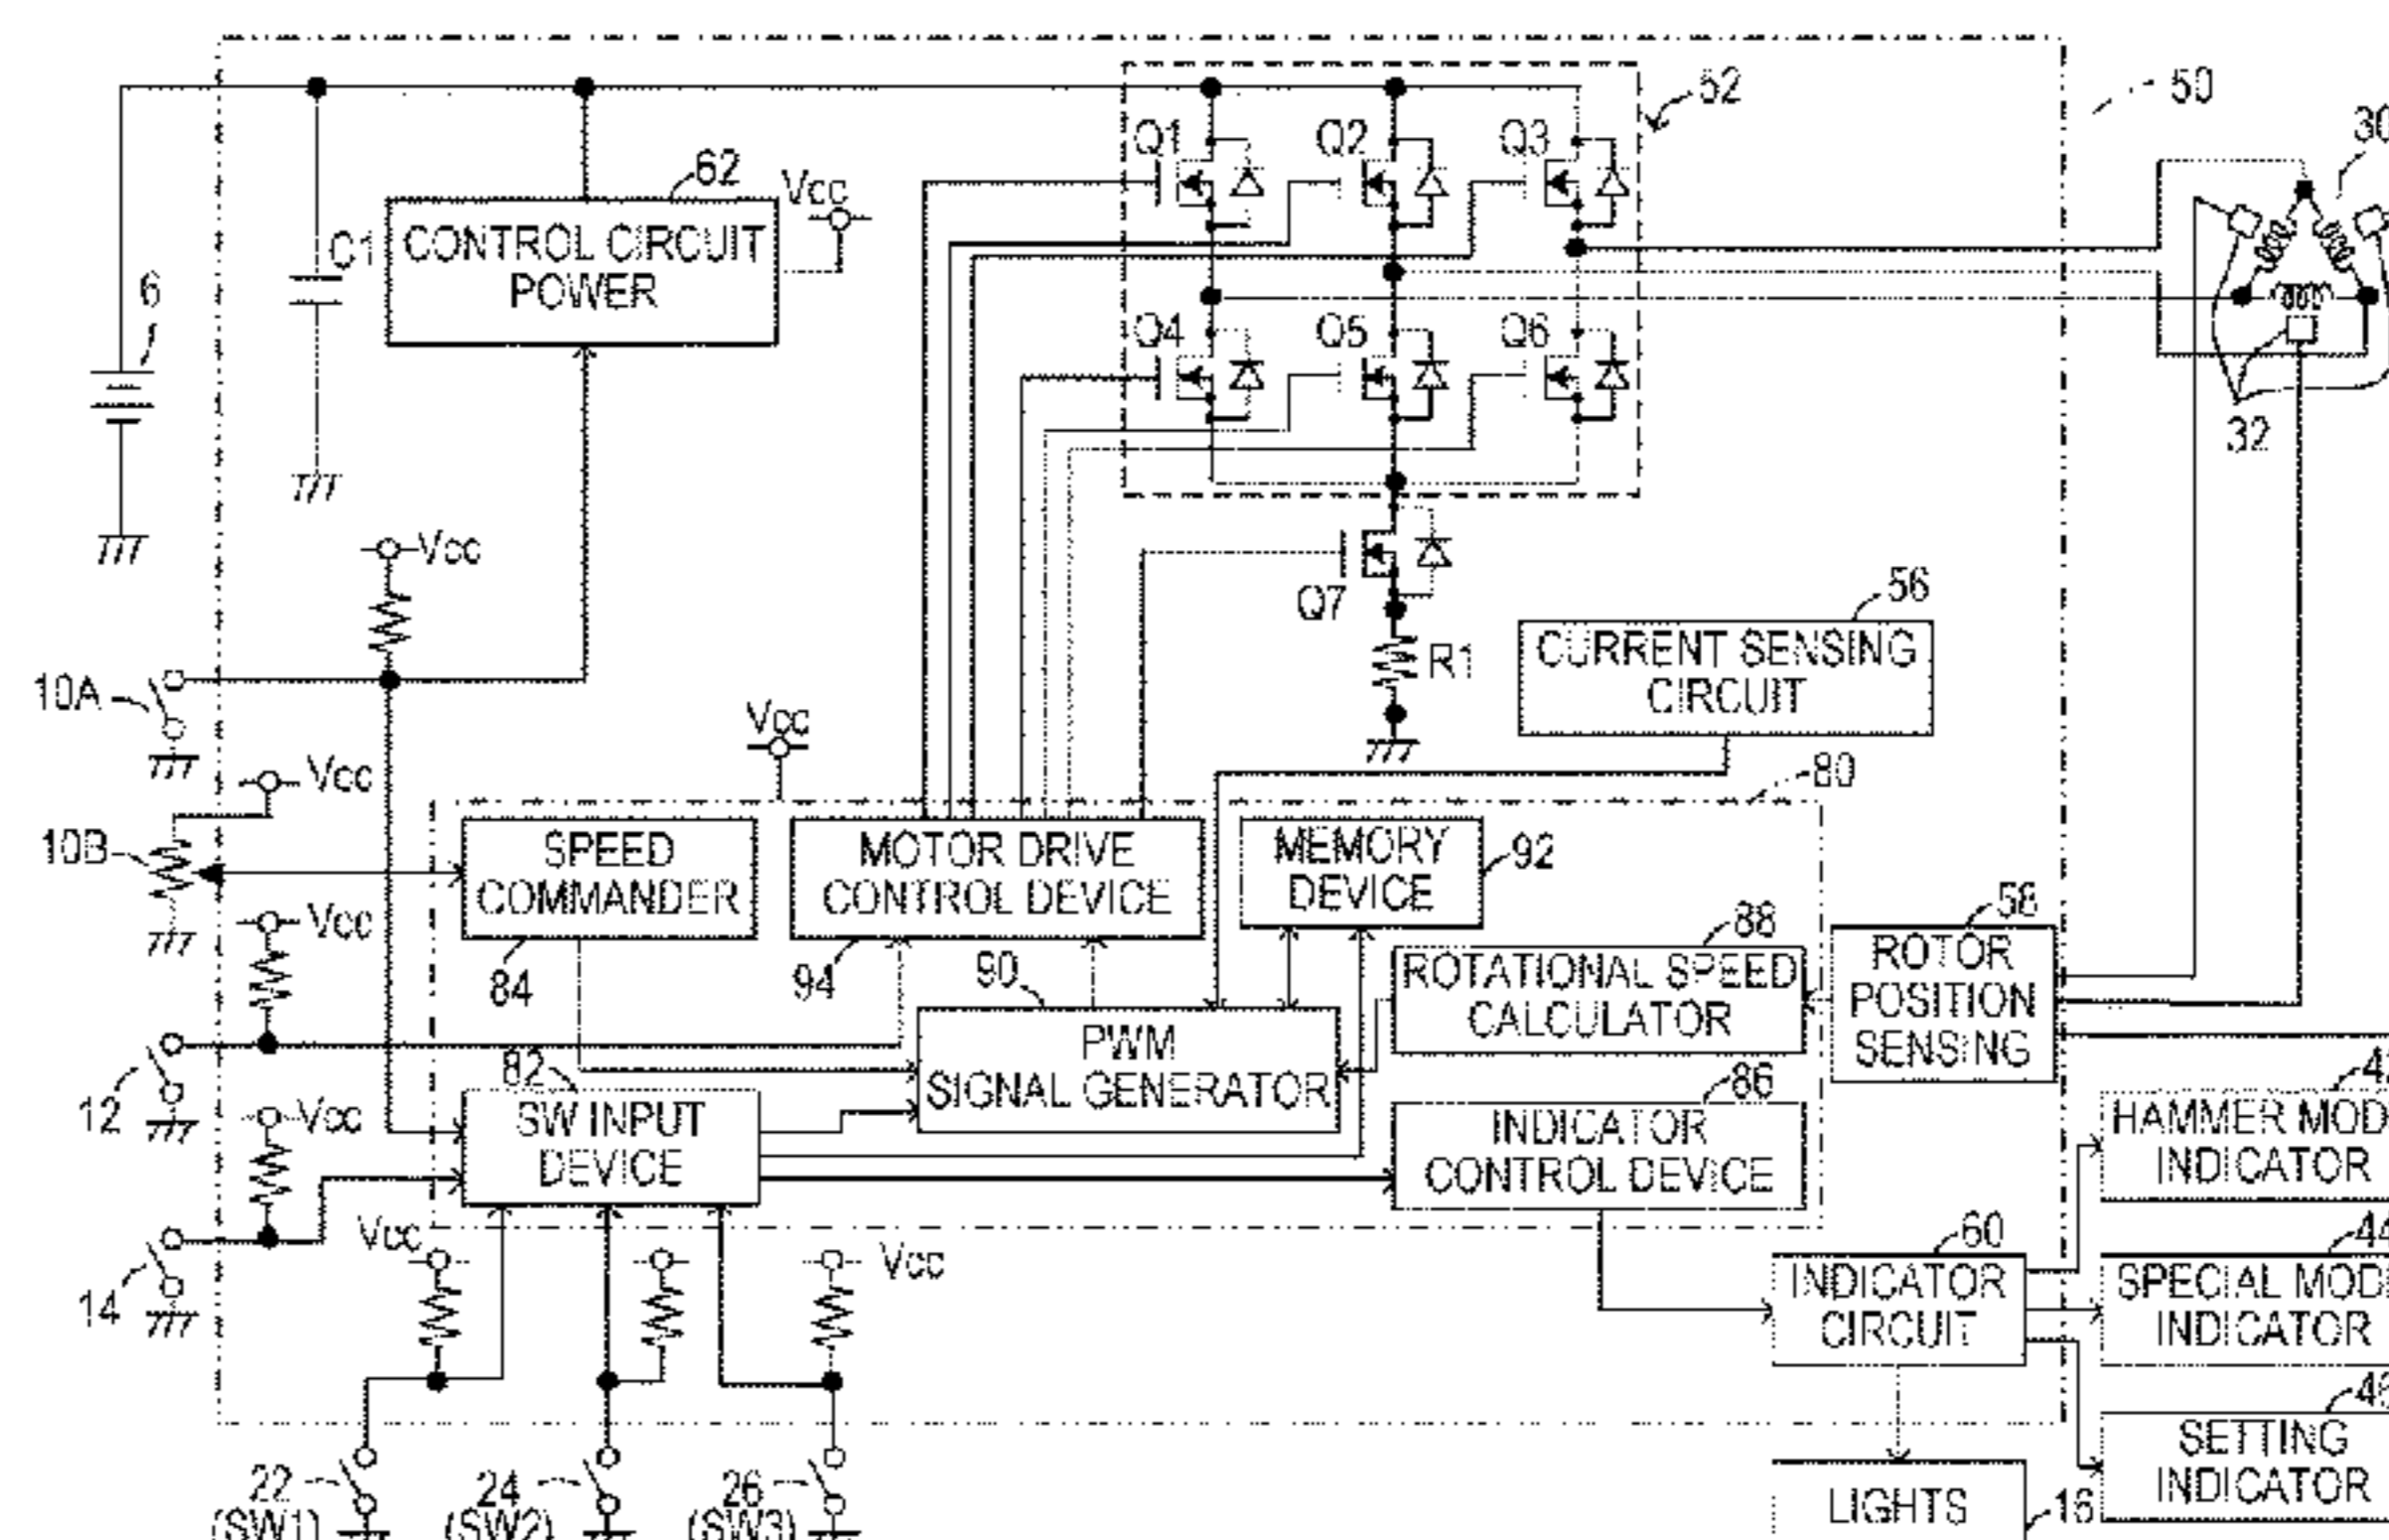 52
50
30
Q1
Q2
Q3
62
Vcc
C1
CONTROL CIRCUIT
POWER
6
Q4
Q5
Q6
32
Vcc
Q7
56
R1
CURRENT SENSING
CIRCUIT
10A
Vcc
Vcc
80
10B
SPEED
COMMANDER
MOTOR DRIVE
CONTROL DEVICE
MEMORY
DEVICE
92
Vcc
84
94
90
88
58
ROTATIONAL SPEED
CALCULATOR
ROTOR
POSITION
SENSING
PWM
SIGNAL GENERATOR
82
86
12
Vcc
SW INPUT
DEVICE
INDICATOR
CONTROL DEVICE
HAMMER MOD
INDICATOR
14
Vcc
Vcc
60
44
INDICATOR
CIRCUIT
SPECIAL MOD
INDICATOR
22
(SW1)
24
(SW2)
26
(SW3)
LIGHTS
16
SETTING
INDICATOR